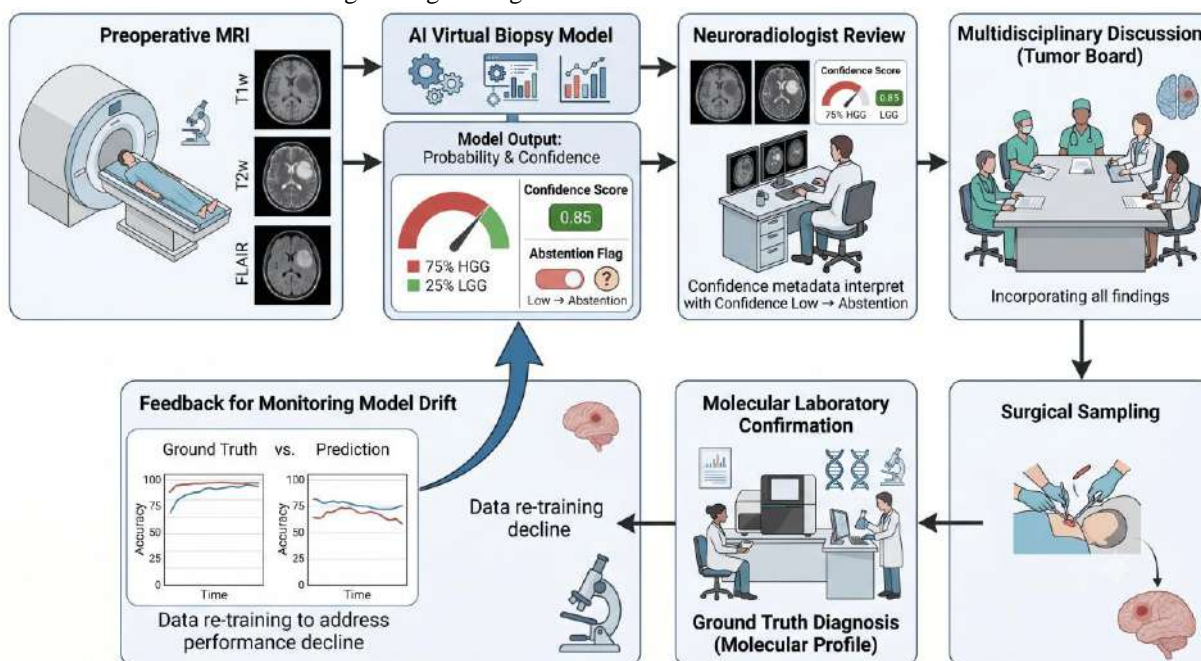 Preoperative MRI
T1w
T2w
FLAIR
AI Virtual Biopsy Model
Model Output:
Probability & Confidence
75% HGG
25% LGG
Confidence Score
0.85
Abstention Flag
?
Low → Abstention
Neuroradiologist Review
Confidence Score
0.85
75% HGG
LGG
Confidence metadata interpret
with Confidence Low → Abstention
Multidisciplinary Discussion
(Tumor Board)
Incorporating all findings
Feedback for Monitoring Model Drift
Ground Truth vs. Prediction
Accuracy
100
75
50
25
0
Time
Accuracy
100
75
50
25
0
Time
Data re-training to address
performance decline
Data re-training
decline
Molecular Laboratory
Confirmation
Ground Truth Diagnosis
(Molecular Profile)
Surgical Sampling